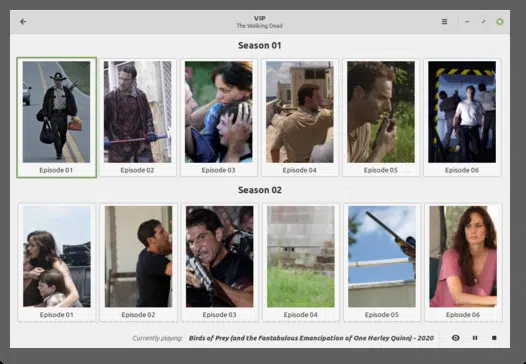 VIP
The Walking Dead
Season 01
Episode 01 Episode 02 Episode 03 Episode 04 Episode 05 Episode 06
Season 02
Episode 01 Episode 02 Episode 03 Episode 04 Episode 05 Episode 06
Currently playing: Birds of Prey (and the Fantabulous Emancipation of One Harley Quinn) - 2020